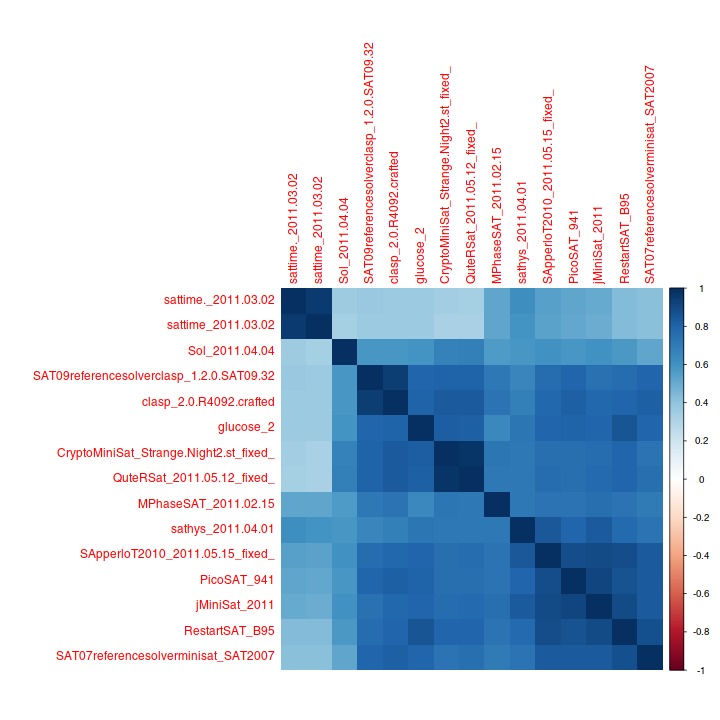 sattime._2011.03.02
sattime_2011.03.02
Sol_2011.04.04
SAT09referencesolverclasp_1.2.0.SAT09.32
clasp_2.0.R4092.crafted
glucose_2
CryptoMiniSat_Strange.Night2.st_fixed_
QuteRSat_2011.05.12_fixed_
MPhaseSAT_2011.02.15
sathys_2011.04.01
SApperloT2010_2011.05.15_fixed_
PicoSAT_941
jMiniSat_2011
RestartSAT_B95
SAT07referencesolverminisat_SAT2007
sattime._2011.03.02
sattime_2011.03.02
Sol_2011.04.04
SAT09referencesolverclasp_1.2.0.SAT09.32
clasp_2.0.R4092.crafted
glucose_2
CryptoMiniSat_Strange.Night2.st_fixed_
QuteRSat_2011.05.12_fixed_
MPhaseSAT_2011.02.15
sathys_2011.04.01
SApperloT2010_2011.05.15_fixed_
PicoSAT_941
jMiniSat_2011
RestartSAT_B95
SAT07referencesolverminisat_SAT2007
1
0.8
0.6
0.4
0.2
0
-0.2
-0.4
-0.6
-0.8
-1